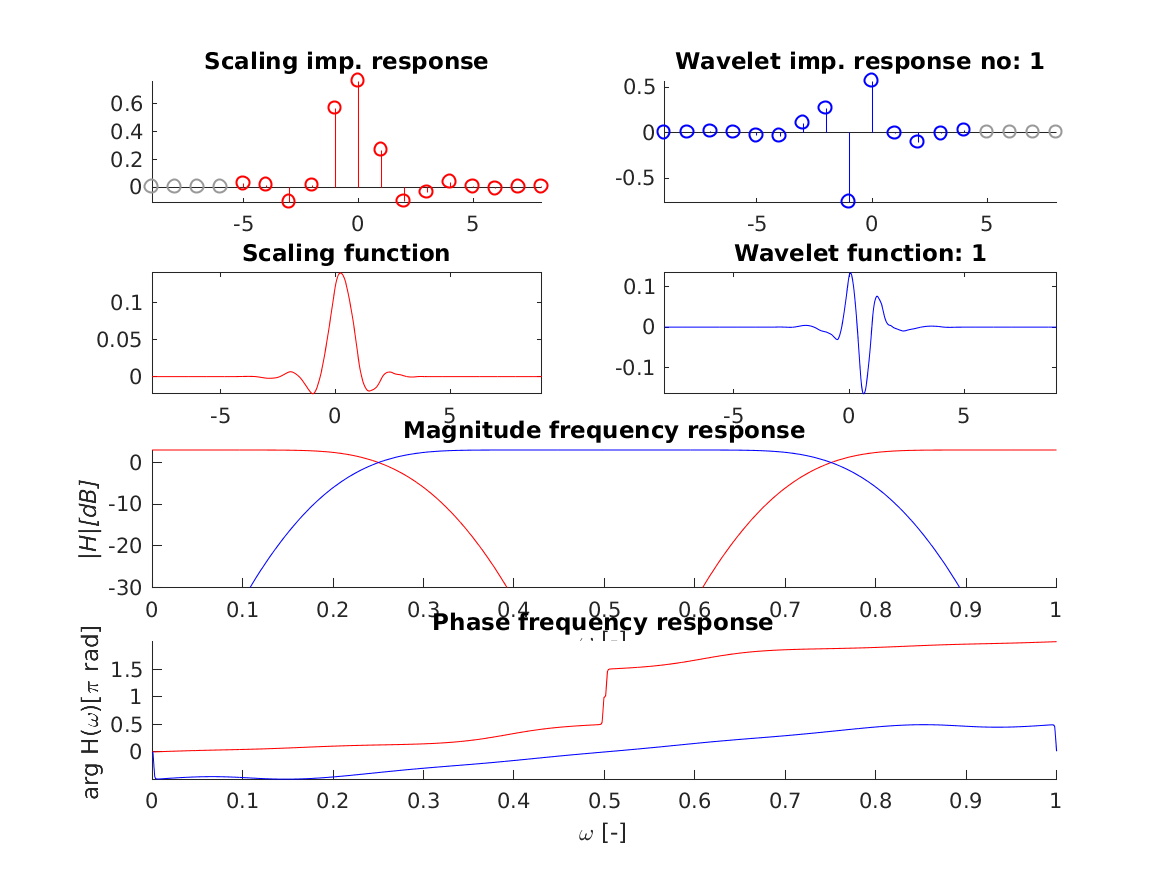 Scaling imp. response
0.6
0.4
0.2
0
-5 0 5
Wavelet imp. response no: 1
0.5
0
-0.5
-5 0 5
Scaling function
0.1
0.05
0
-5 0 5
Wavelet function: 1
0.1
0
-0.1
-5 0 5
Magnitude frequency response
|H|[dB]
0
-10
-20
-30
0 0.1 0.2 0.3 0.4 0.5 0.6 0.7 0.8 0.9 1
ω [-]
Phase frequency response
arg H(ω)[π rad]
1.5
1
0.5
0
0 0.1 0.2 0.3 0.4 0.5 0.6 0.7 0.8 0.9 1
ω [-]